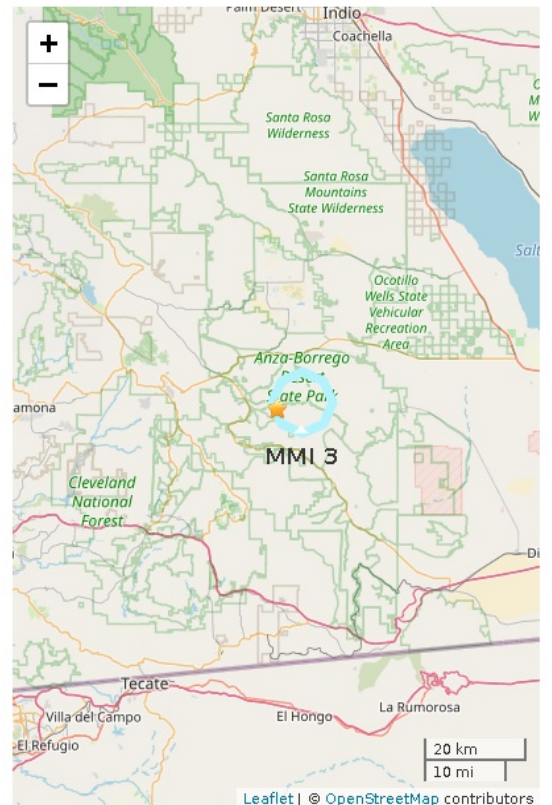 Palm Desert
Indio
Coachella
+
−
Santa Rosa
Wilderness
Santa Rosa
Mountains
State Wilderness
Salt
Ocotillo
Wells State
Vehicular
Recreation
Area
Anza-Borrego
Desert
State Park
amona
MMI 3
Cleveland
National
Forest
Di
Tecate
Villa del Campo
El Hongo
La Rumorosa
El Refugio
20 km
10 mi
Leaflet | © OpenStreetMap contributors